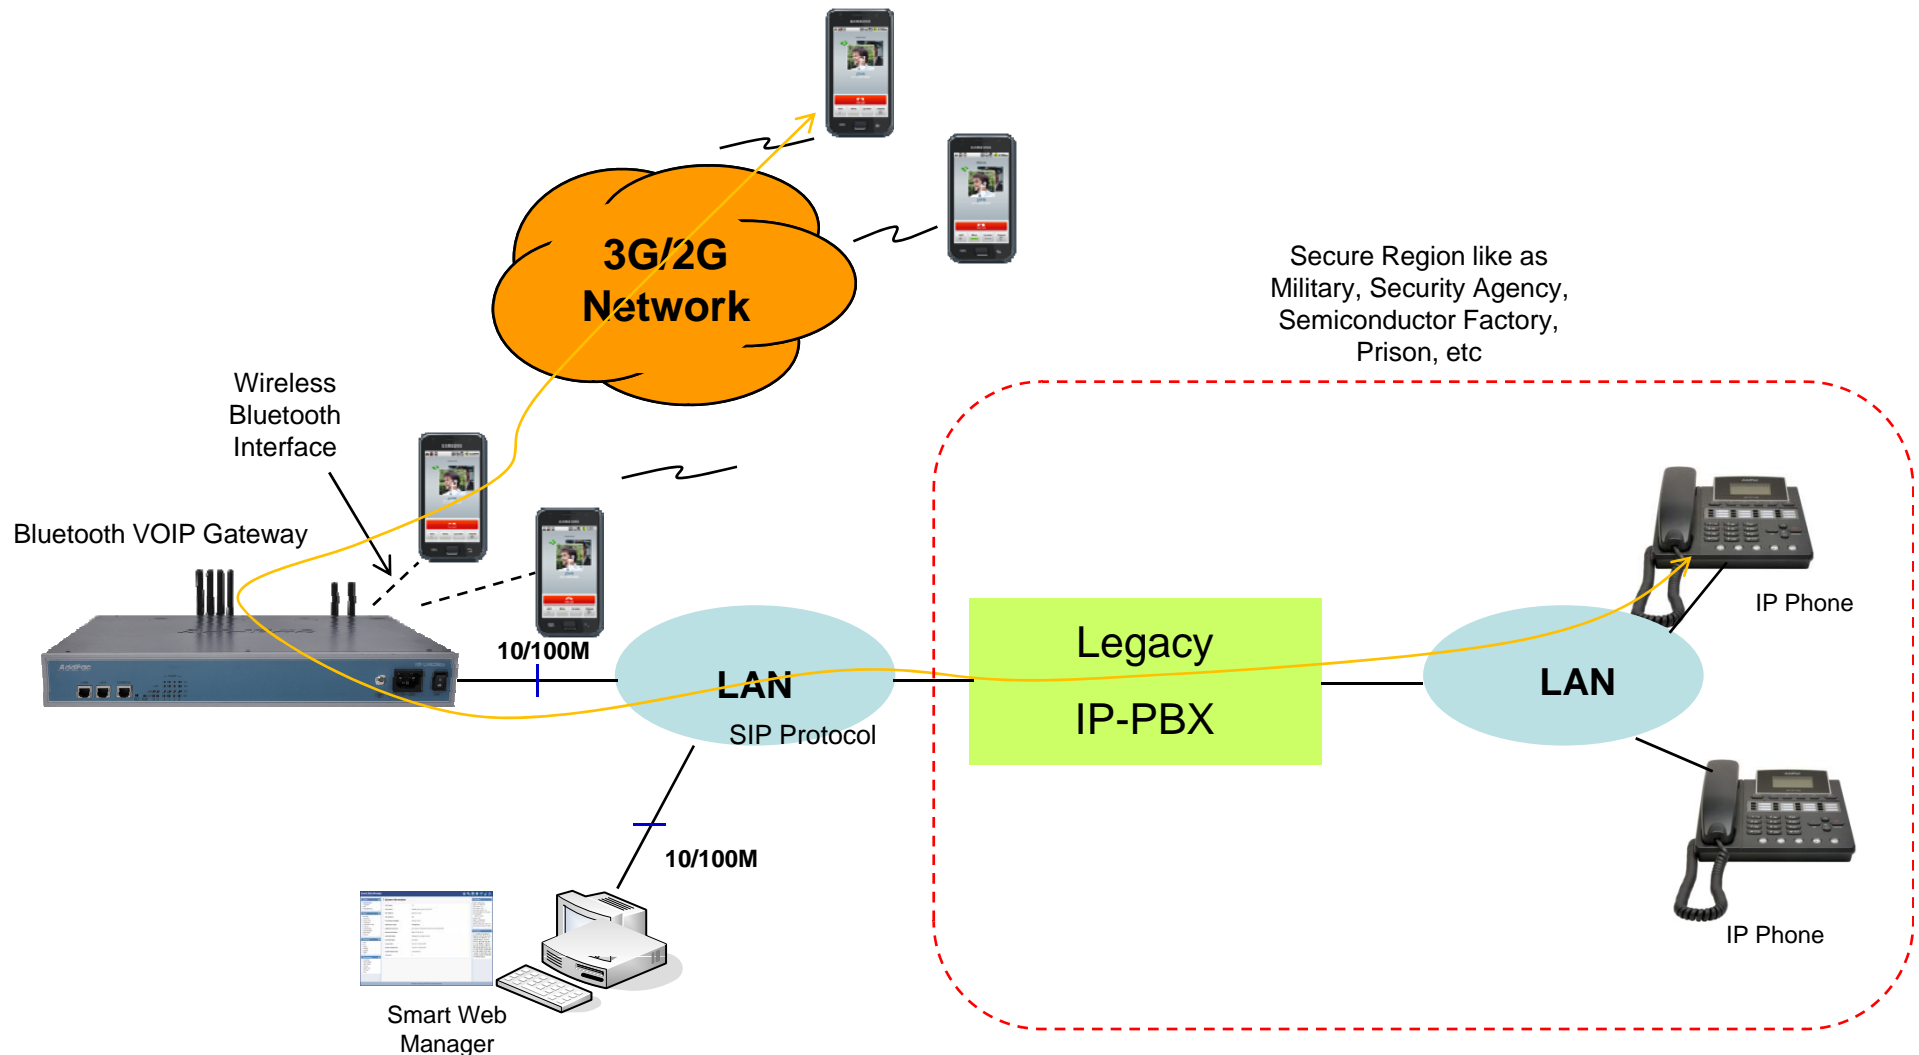 3G/2G
Network
Secure Region like as
Military, Security Agency,
Semiconductor Factory,
Prison, etc
Wireless
Bluetooth
Interface
Bluetooth VOIP Gateway
10/100M
LAN
SIP Protocol
Legacy
IP-PBX
LAN
IP Phone
10/100M
IP Phone
Smart Web
Manager